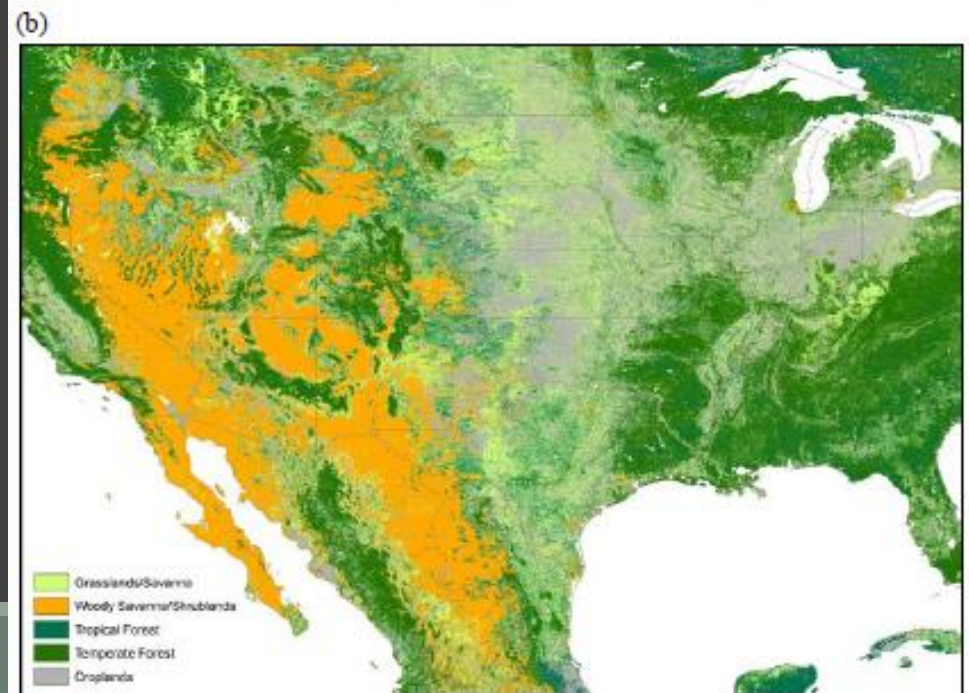 (b)
Grasslands/Savanna
Woody Savanna/Shrublands
Tropical Forest
Temperate Forest
Croplands